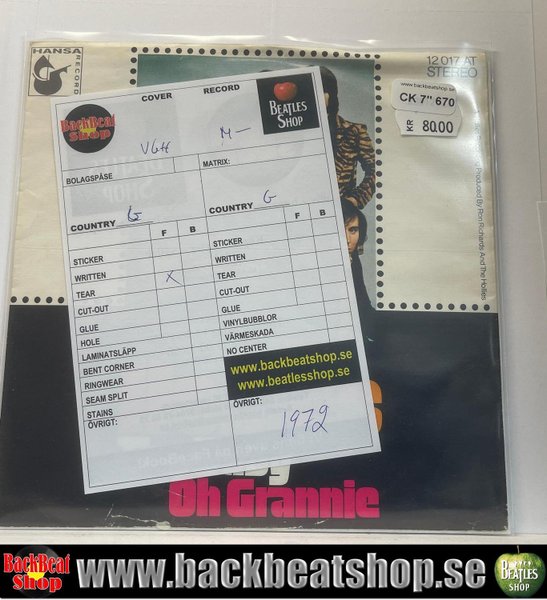 HANSA
RECORD
12 017 AT
STEREO
www.backbeatshop.se
CK 7" 670
KR 80.00
Produced By Ron Richards And The Hollies
COVER
RECORD
BackBeat
Shop
BEATLES
SHOP
VG+
M-
BOLAGSPÅSE
MATRIX:
COUNTRY G
COUNTRY G
F B
F B
STICKER
WRITTEN
TEAR X
CUT-OUT
GLUE
HOLE
LAMINATSLÄPP
BENT CORNER
RINGWEAR
SEAM SPLIT
STAINS
ÖVRIGT:
STICKER
WRITTEN
TEAR
CUT-OUT
GLUE
VINYLBUBBLOR
VÄRMESKADA
NO CENTER
www.backbeatshop.se
www.beatlesshop.se
ÖVRIGT:
1972
Oh Grannie
BackBeat
Shop
www.backbeatshop.se
BEATLES
SHOP